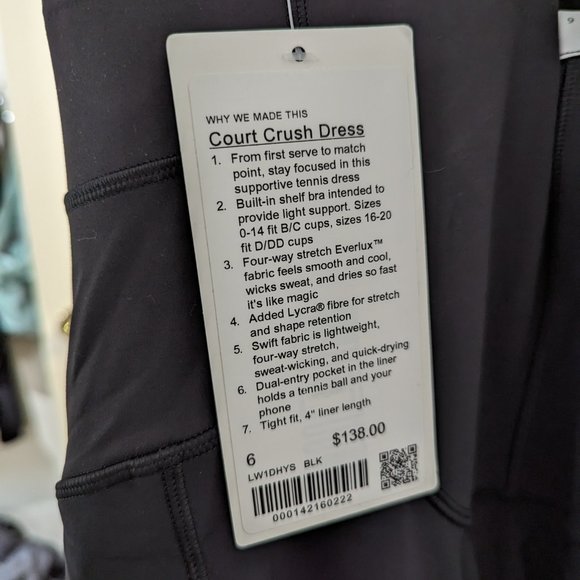 WHY WE MADE THIS
Court Crush Dress
1. From first serve to match
point, stay focused in this
supportive tennis dress
2. Built-in shelf bra intended to
provide light support. Sizes
0-14 fit B/C cups, sizes 16-20
fit D/DD cups
3. Four-way stretch Everlux™
fabric feels smooth and cool,
wicks sweat, and dries so fast
it's like magic
4. Added Lycra® fibre for stretch
and shape retention
5. Swift fabric is lightweight,
four-way stretch,
sweat-wicking, and quick-drying
6. Dual-entry pocket in the liner
holds a tennis ball and your
phone
7. Tight fit, 4" liner length
6 $138.00
LW1DHYS BLK
000142160222